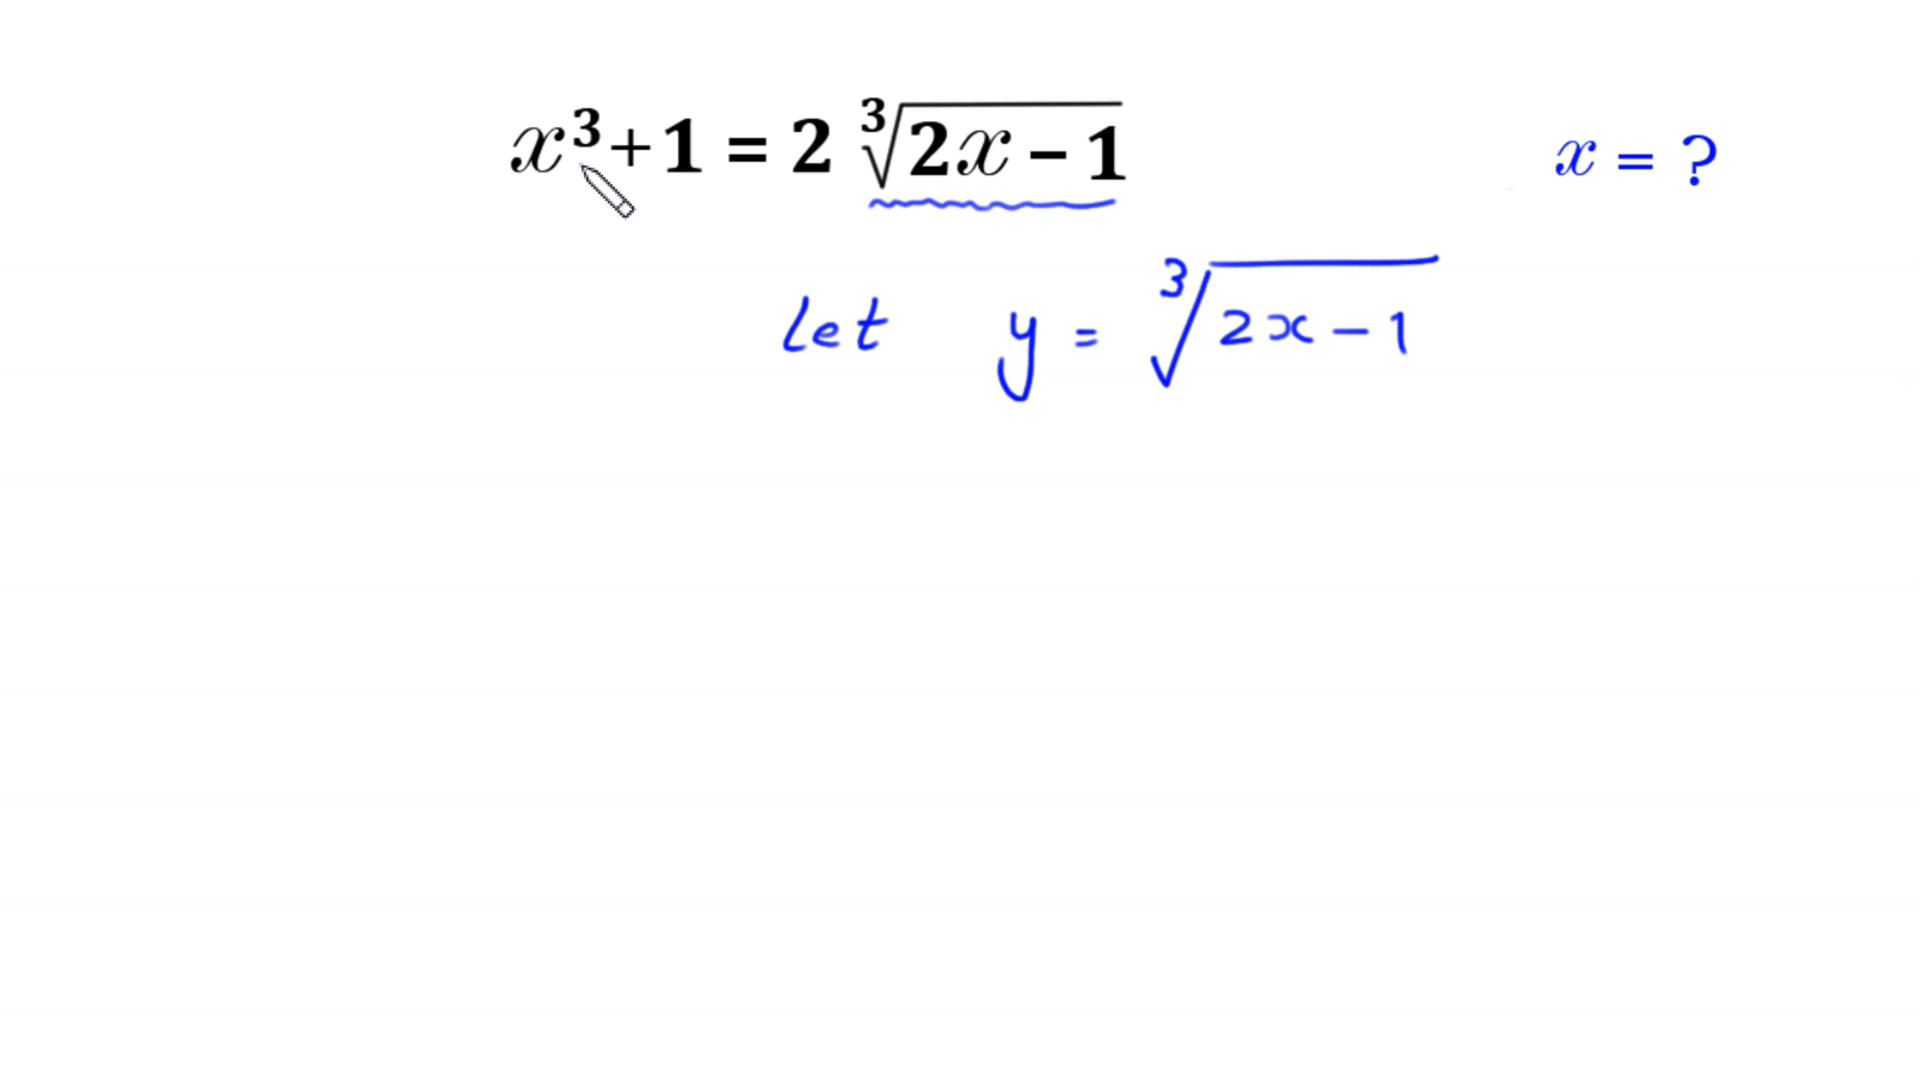 x³+1 = 2 ∛(2x − 1)
x = ?
let y = ∛(2x − 1)